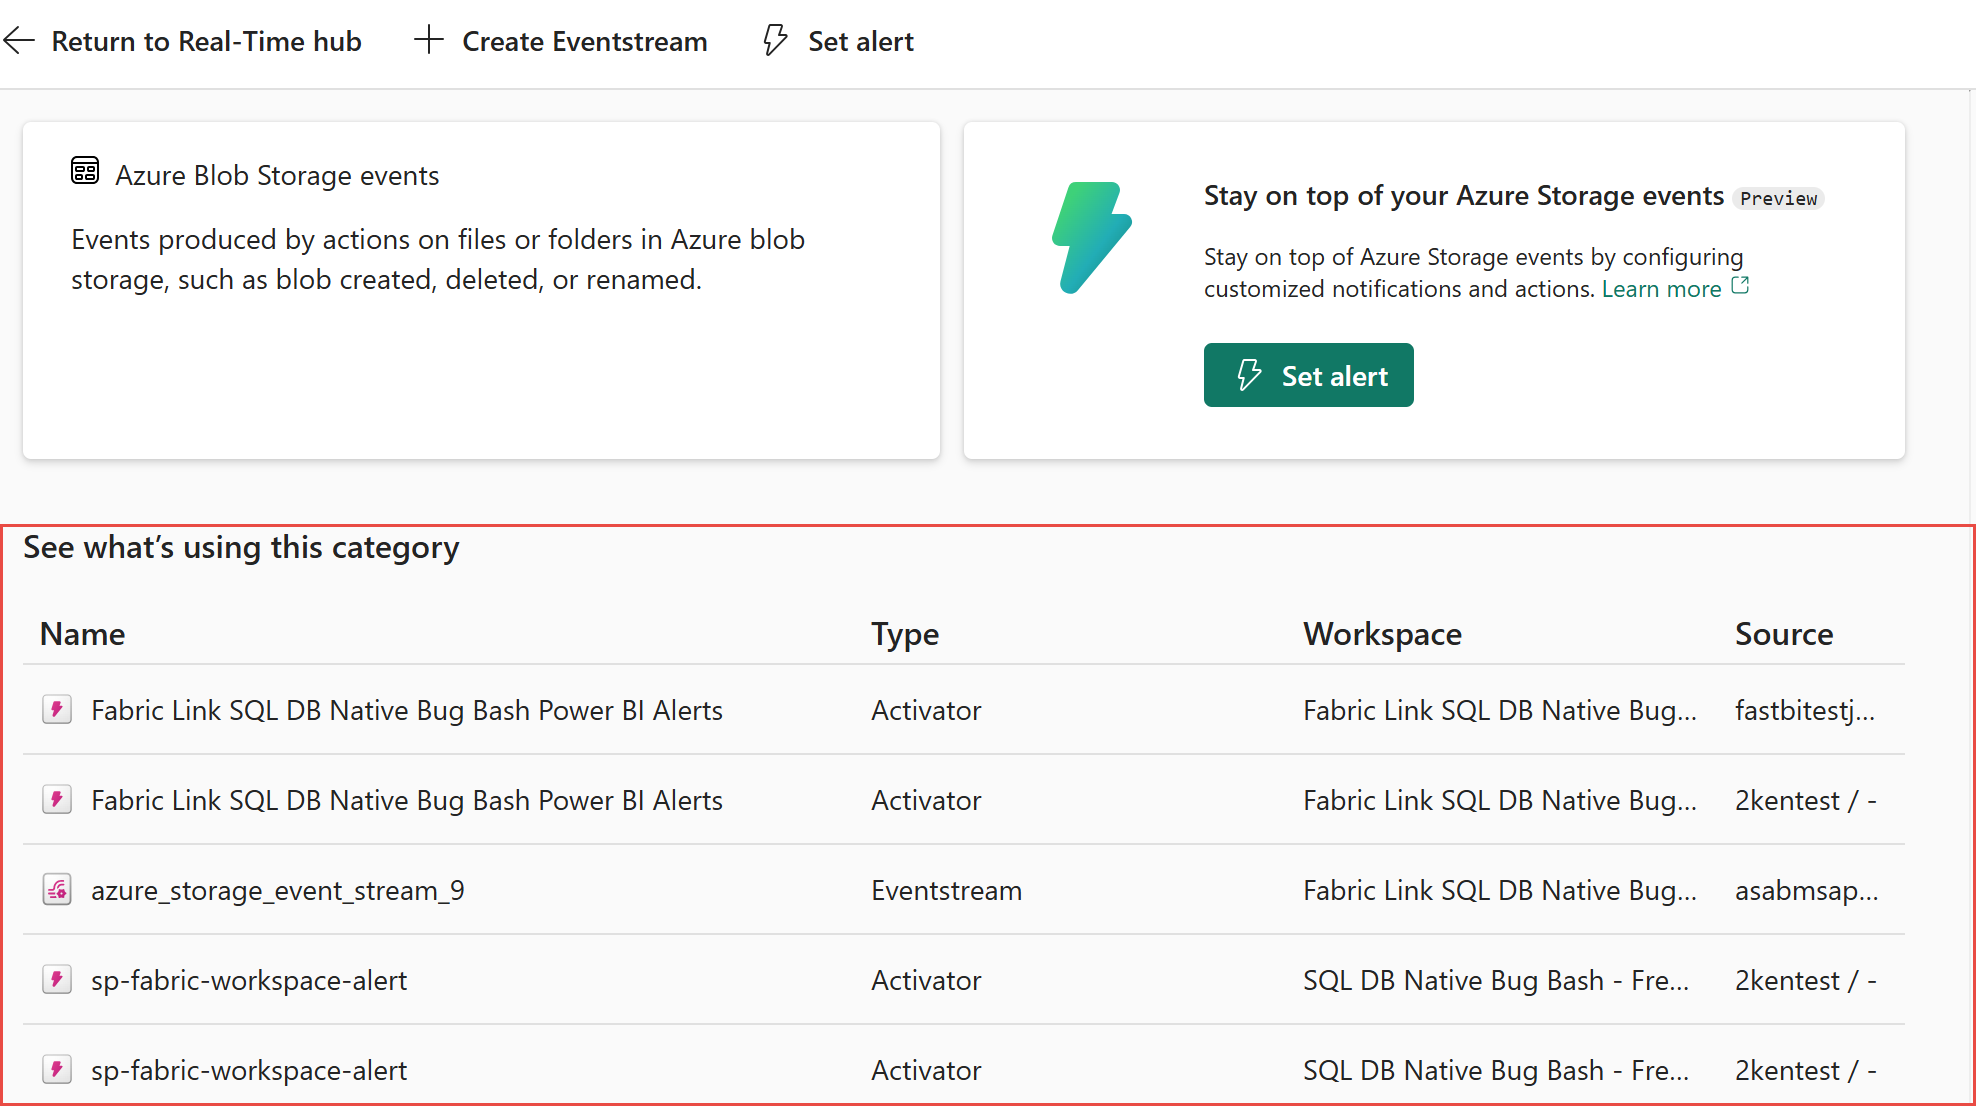 Return to Real-Time hub Create Eventstream Set alert
Azure Blob Storage events
Events produced by actions on files or folders in Azure blob
storage, such as blob created, deleted, or renamed.
Stay on top of your Azure Storage events Preview
Stay on top of Azure Storage events by configuring
customized notifications and actions. Learn more
Set alert
See what’s using this category
Name Type Workspace Source
Fabric Link SQL DB Native Bug Bash Power BI Alerts Activator Fabric Link SQL DB Native Bug... fastbitestj...
Fabric Link SQL DB Native Bug Bash Power BI Alerts Activator Fabric Link SQL DB Native Bug... 2kentest / -
azure_storage_event_stream_9 Eventstream Fabric Link SQL DB Native Bug... asabmsap...
sp-fabric-workspace-alert Activator SQL DB Native Bug Bash - Fre... 2kentest / -
sp-fabric-workspace-alert Activator SQL DB Native Bug Bash - Fre... 2kentest / -